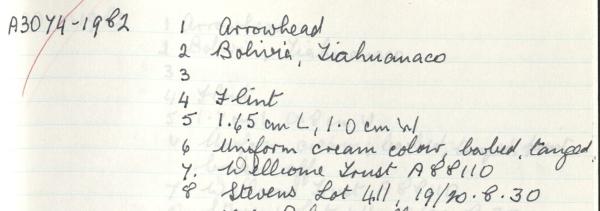 A3074-1982 1 Arrowhead
2 Bolivia, Tiahuanaco
3
4 Flint
5 1.65 cm L, 1.0 cm W
6 Uniform cream colour, barbed, tanged.
7. Wellcome Trust A88110
8 Stevens Lot 411, 19/20.8.30